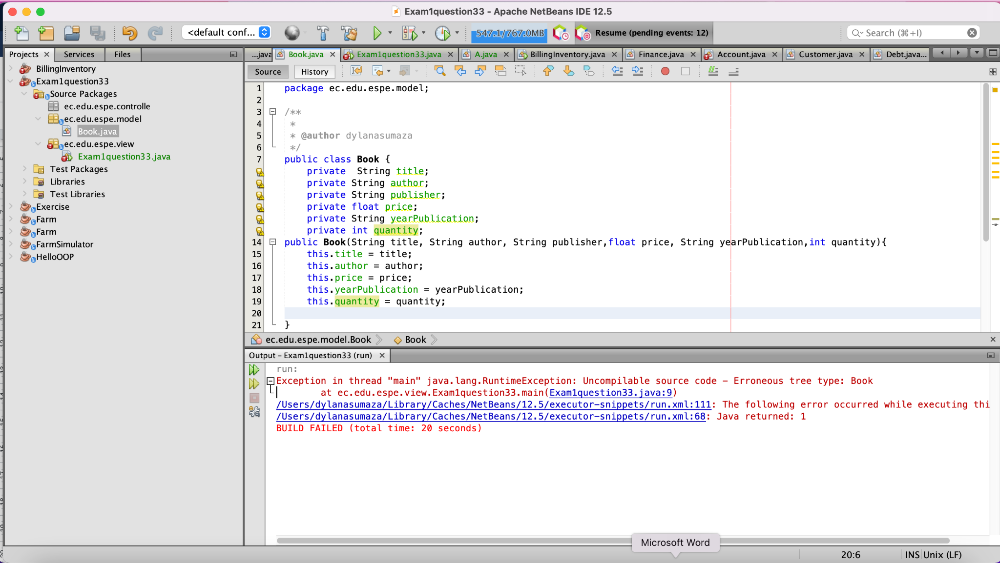 Exam1question33 - Apache NetBeans IDE 12.5
<default conf...
547.1/767.0MB
Resume (pending events: 12)
Search (⌘+I)
Projects
Services
Files
...java
Book.java
Exam1question33.java
A.java
BillingInventory.java
Finance.java
Account.java
Customer.java
Debt.java...
Source
History
BillingInventory
Exam1question33
Source Packages
ec.edu.espe.controlle
ec.edu.espe.model
Book.java
ec.edu.espe.view
Exam1question33.java
Test Packages
Libraries
Test Libraries
Exercise
Farm
Farm
FarmSimulator
HelloOOP
1 package ec.edu.espe.model;
2
3 /**
4 *
5 * @author dylanasumaza
6 */
7 public class Book {
private  String title;
private String author;
private String publisher;
private float price;
private String yearPublication;
private int quantity;
14 public Book(String title, String author, String publisher,float price, String yearPublication,int quantity){
15 this.title = title;
16 this.author = author;
17 this.price = price;
18 this.yearPublication = yearPublication;
19 this.quantity = quantity;
20
21 }
ec.edu.espe.model.Book
Book
Output - Exam1question33 (run)
run:
Exception in thread "main" java.lang.RuntimeException: Uncompilable source code - Erroneous tree type: Book
at ec.edu.espe.view.Exam1question33.main(Exam1question33.java:9)
/Users/dylanasumaza/Library/Caches/NetBeans/12.5/executor-snippets/run.xml:111: The following error occurred while executing thi
/Users/dylanasumaza/Library/Caches/NetBeans/12.5/executor-snippets/run.xml:68: Java returned: 1
BUILD FAILED (total time: 20 seconds)
Microsoft Word
20:6
INS
Unix (LF)